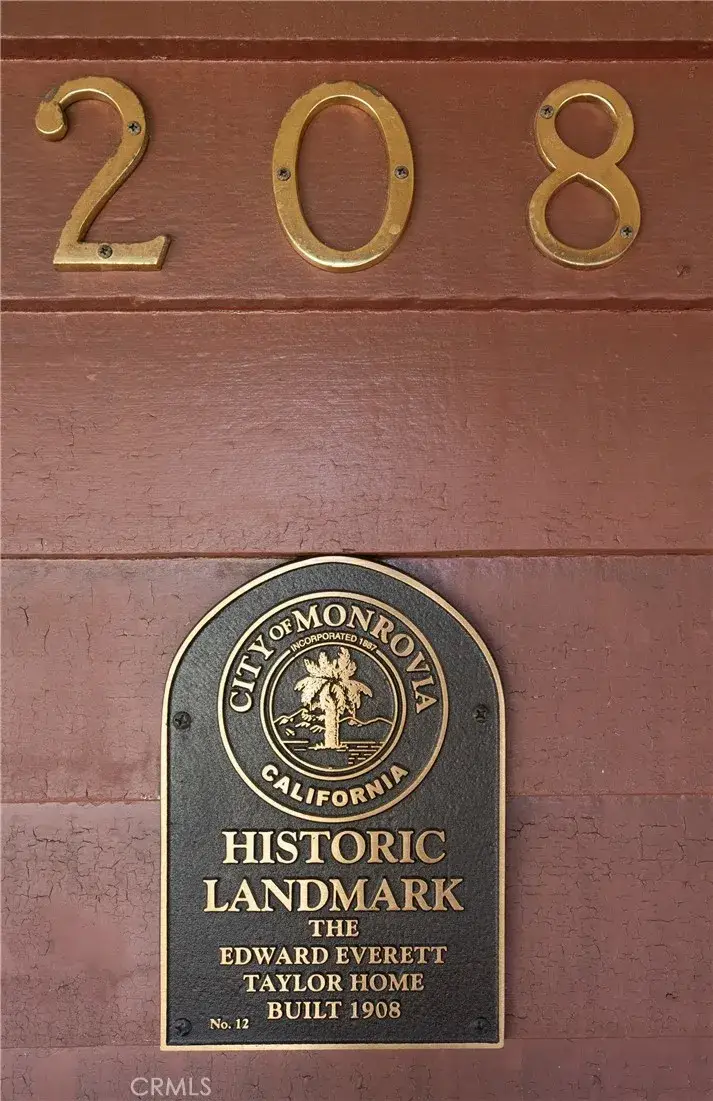 208
CITY OF MONROVIA
INCORPORATED 1887
CALIFORNIA
HISTORIC
LANDMARK
THE
EDWARD EVERETT
TAYLOR HOME
BUILT 1908
No. 12
CRMLS